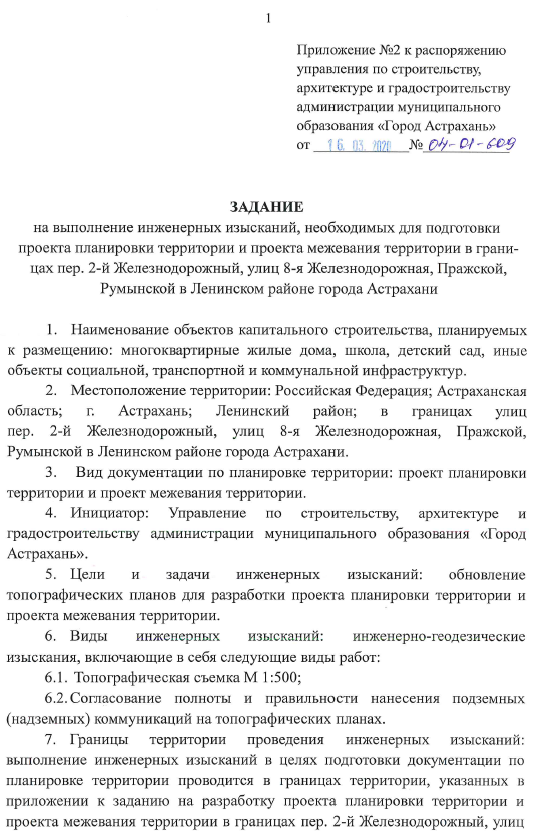 1
Приложение №2 к распоряжению
управления по строительству,
архитектуре и градостроительству
администрации муниципального
образования «Город Астрахань»
от 16. 03. 2020 № 04-01-609
ЗАДАНИЕ
на выполнение инженерных изысканий, необходимых для подготовки
проекта планировки территории и проекта межевания территории в грани-
цах пер. 2-й Железнодорожный, улиц 8-я Железнодорожная, Пражской,
Румынской в Ленинском районе города Астрахани
1. Наименование объектов капитального строительства, планируемых
к размещению: многоквартирные жилые дома, школа, детский сад, иные
объекты социальной, транспортной и коммунальной инфраструктур.
2. Местоположение территории: Российская Федерация; Астраханская
область; г. Астрахань; Ленинский район; в границах улиц
пер. 2-й Железнодорожный, улиц 8-я Железнодорожная, Пражской,
Румынской в Ленинском районе города Астрахани.
3. Вид документации по планировке территории: проект планировки
территории и проект межевания территории.
4. Инициатор: Управление по строительству, архитектуре и
градостроительству администрации муниципального образования «Город
Астрахань».
5. Цели и задачи инженерных изысканий: обновление
топографических планов для разработки проекта планировки территории и
проекта межевания территории.
6. Виды инженерных изысканий: инженерно-геодезические
изыскания, включающие в себя следующие виды работ:
6.1. Топографическая съемка М 1:500;
6.2. Согласование полноты и правильности нанесения подземных
(надземных) коммуникаций на топографических планах.
7. Границы территории проведения инженерных изысканий:
выполнение инженерных изысканий в целях подготовки документации по
планировке территории проводится в границах территории, указанных в
приложении к заданию на разработку проекта планировки территории и
проекта межевания территории в границах пер. 2-й Железнодорожный, улиц